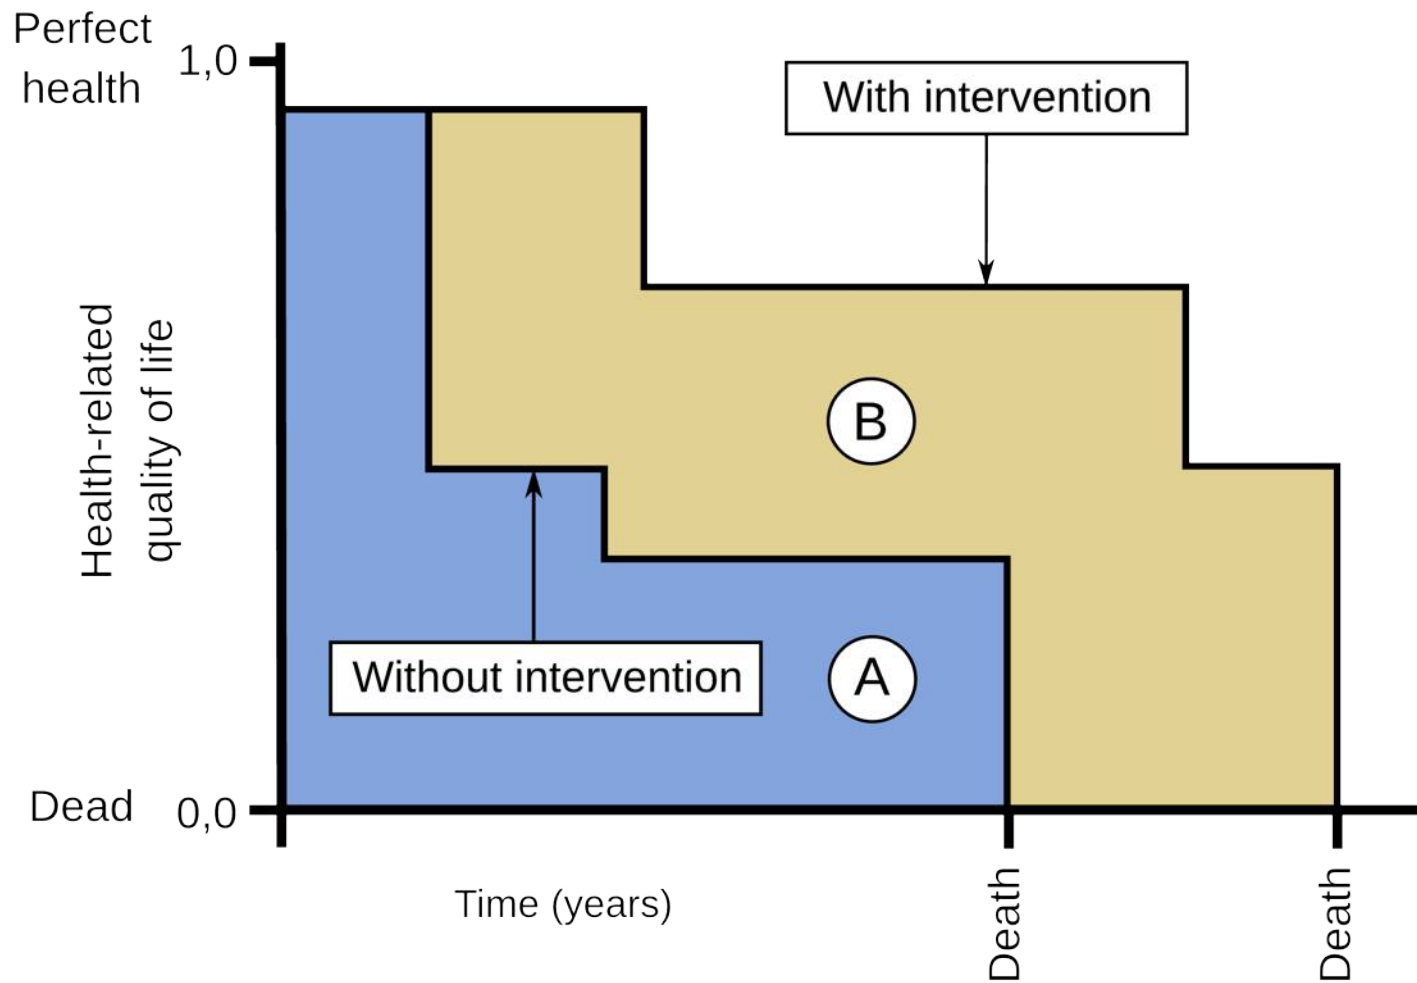 Perfect
health
1,0
With intervention
Health-related
quality of life
B
Without intervention
A
Dead
0,0
Time (years)
Death
Death